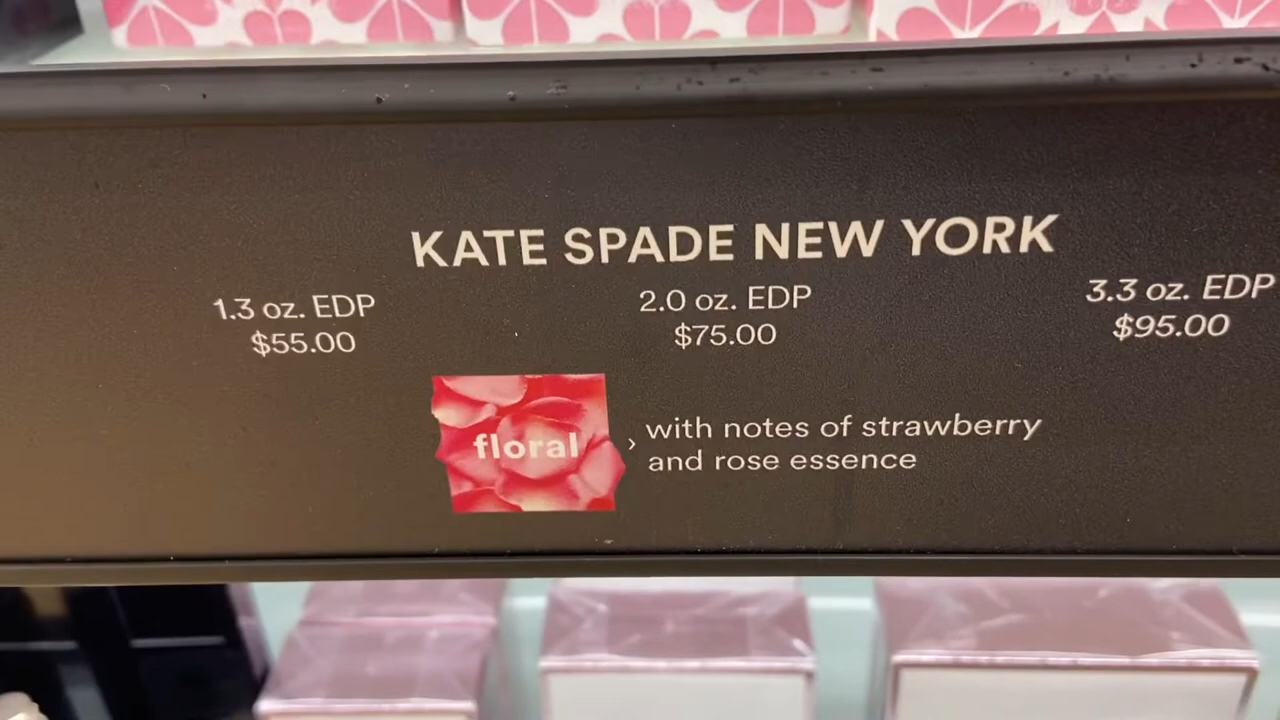 KATE SPADE NEW YORK
1.3 oz. EDP
$55.00
2.0 oz. EDP
$75.00
3.3 oz. EDP
$95.00
floral
› with notes of strawberry
and rose essence